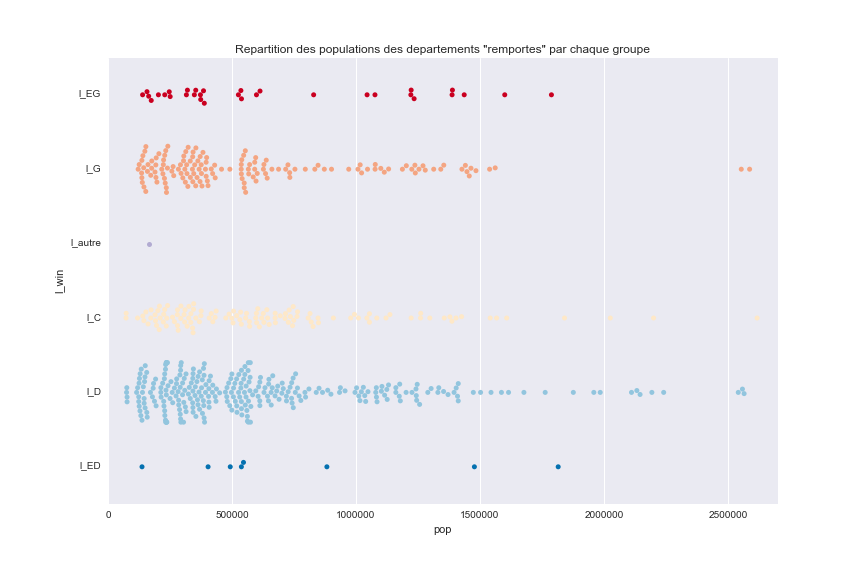 Repartition des populations des departements "remportes" par chaque groupe
l_EG
l_G
l_autre
l_win
l_C
l_D
l_ED
0 500000 1000000 1500000 2000000 2500000
pop